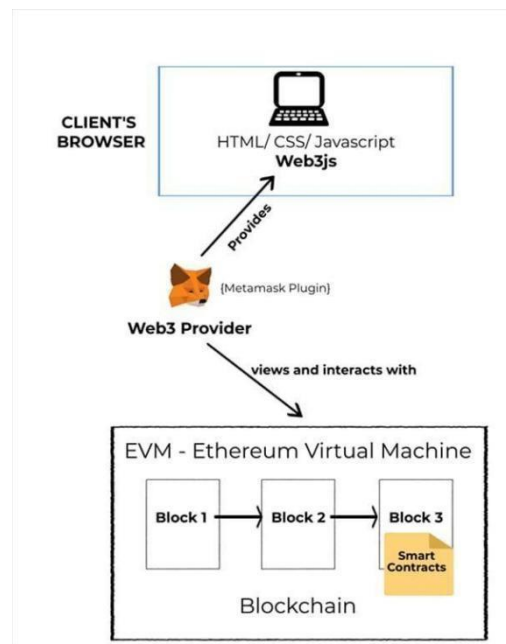 CLIENT'S
BROWSER
HTML/ CSS/ Javascript
Web3js
Provides
{Metamask Plugin}
Web3 Provider
views and interacts with
EVM - Ethereum Virtual Machine
Block 1
Block 2
Block 3
Smart
Contracts
Blockchain